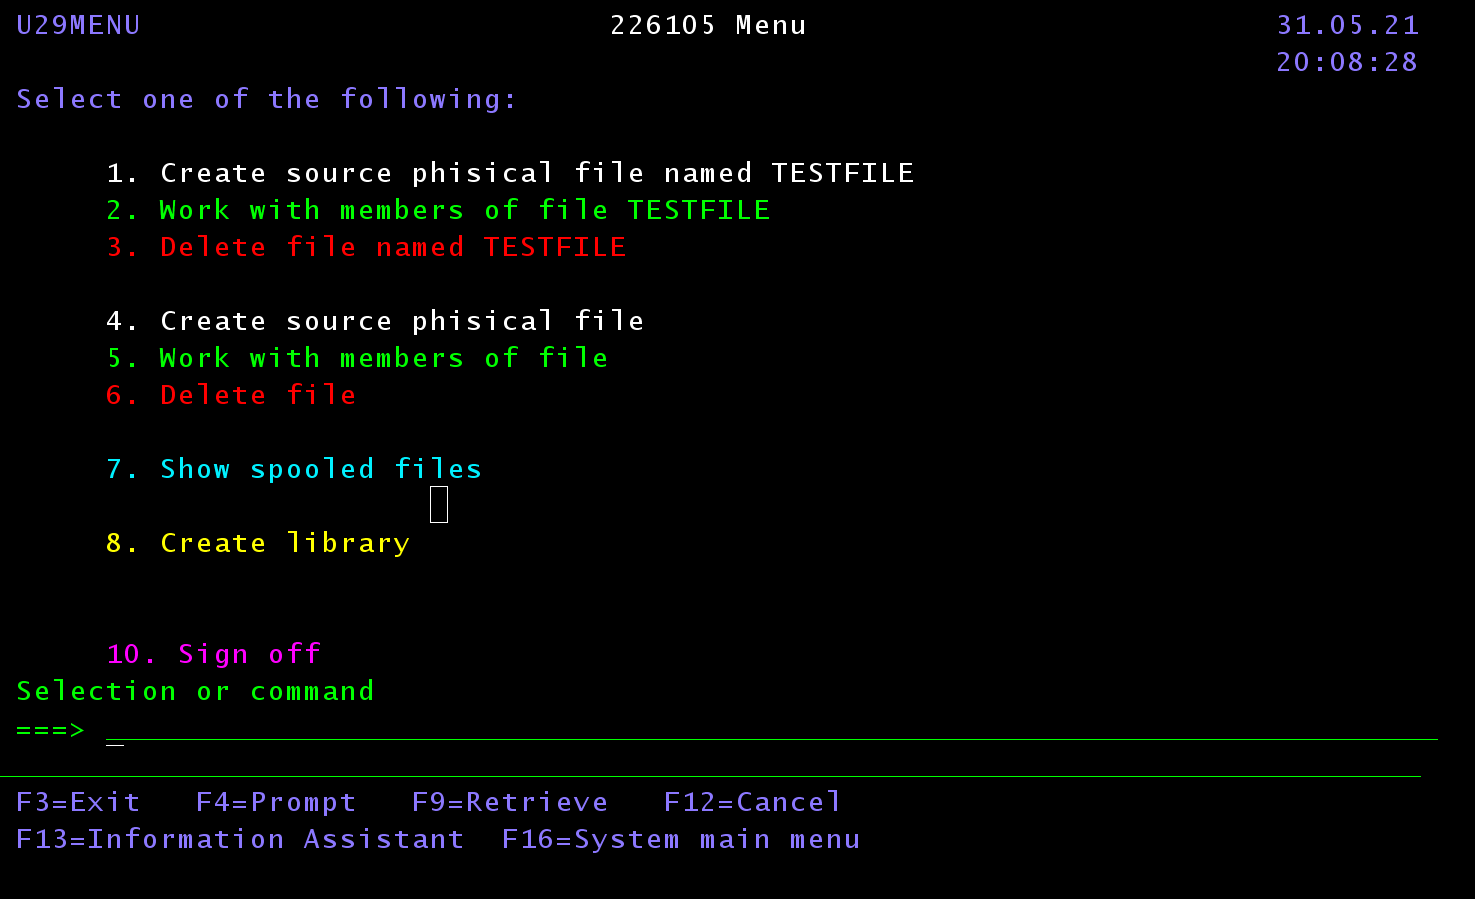 U29MENU 226105 Menu 31.05.21
20:08:28
Select one of the following:
1. Create source phisical file named TESTFILE
2. Work with members of file TESTFILE
3. Delete file named TESTFILE
4. Create source phisical file
5. Work with members of file
6. Delete file
7. Show spooled files
8. Create library
10. Sign off
Selection or command
===>
F3=Exit F4=Prompt F9=Retrieve F12=Cancel
F13=Information Assistant F16=System main menu